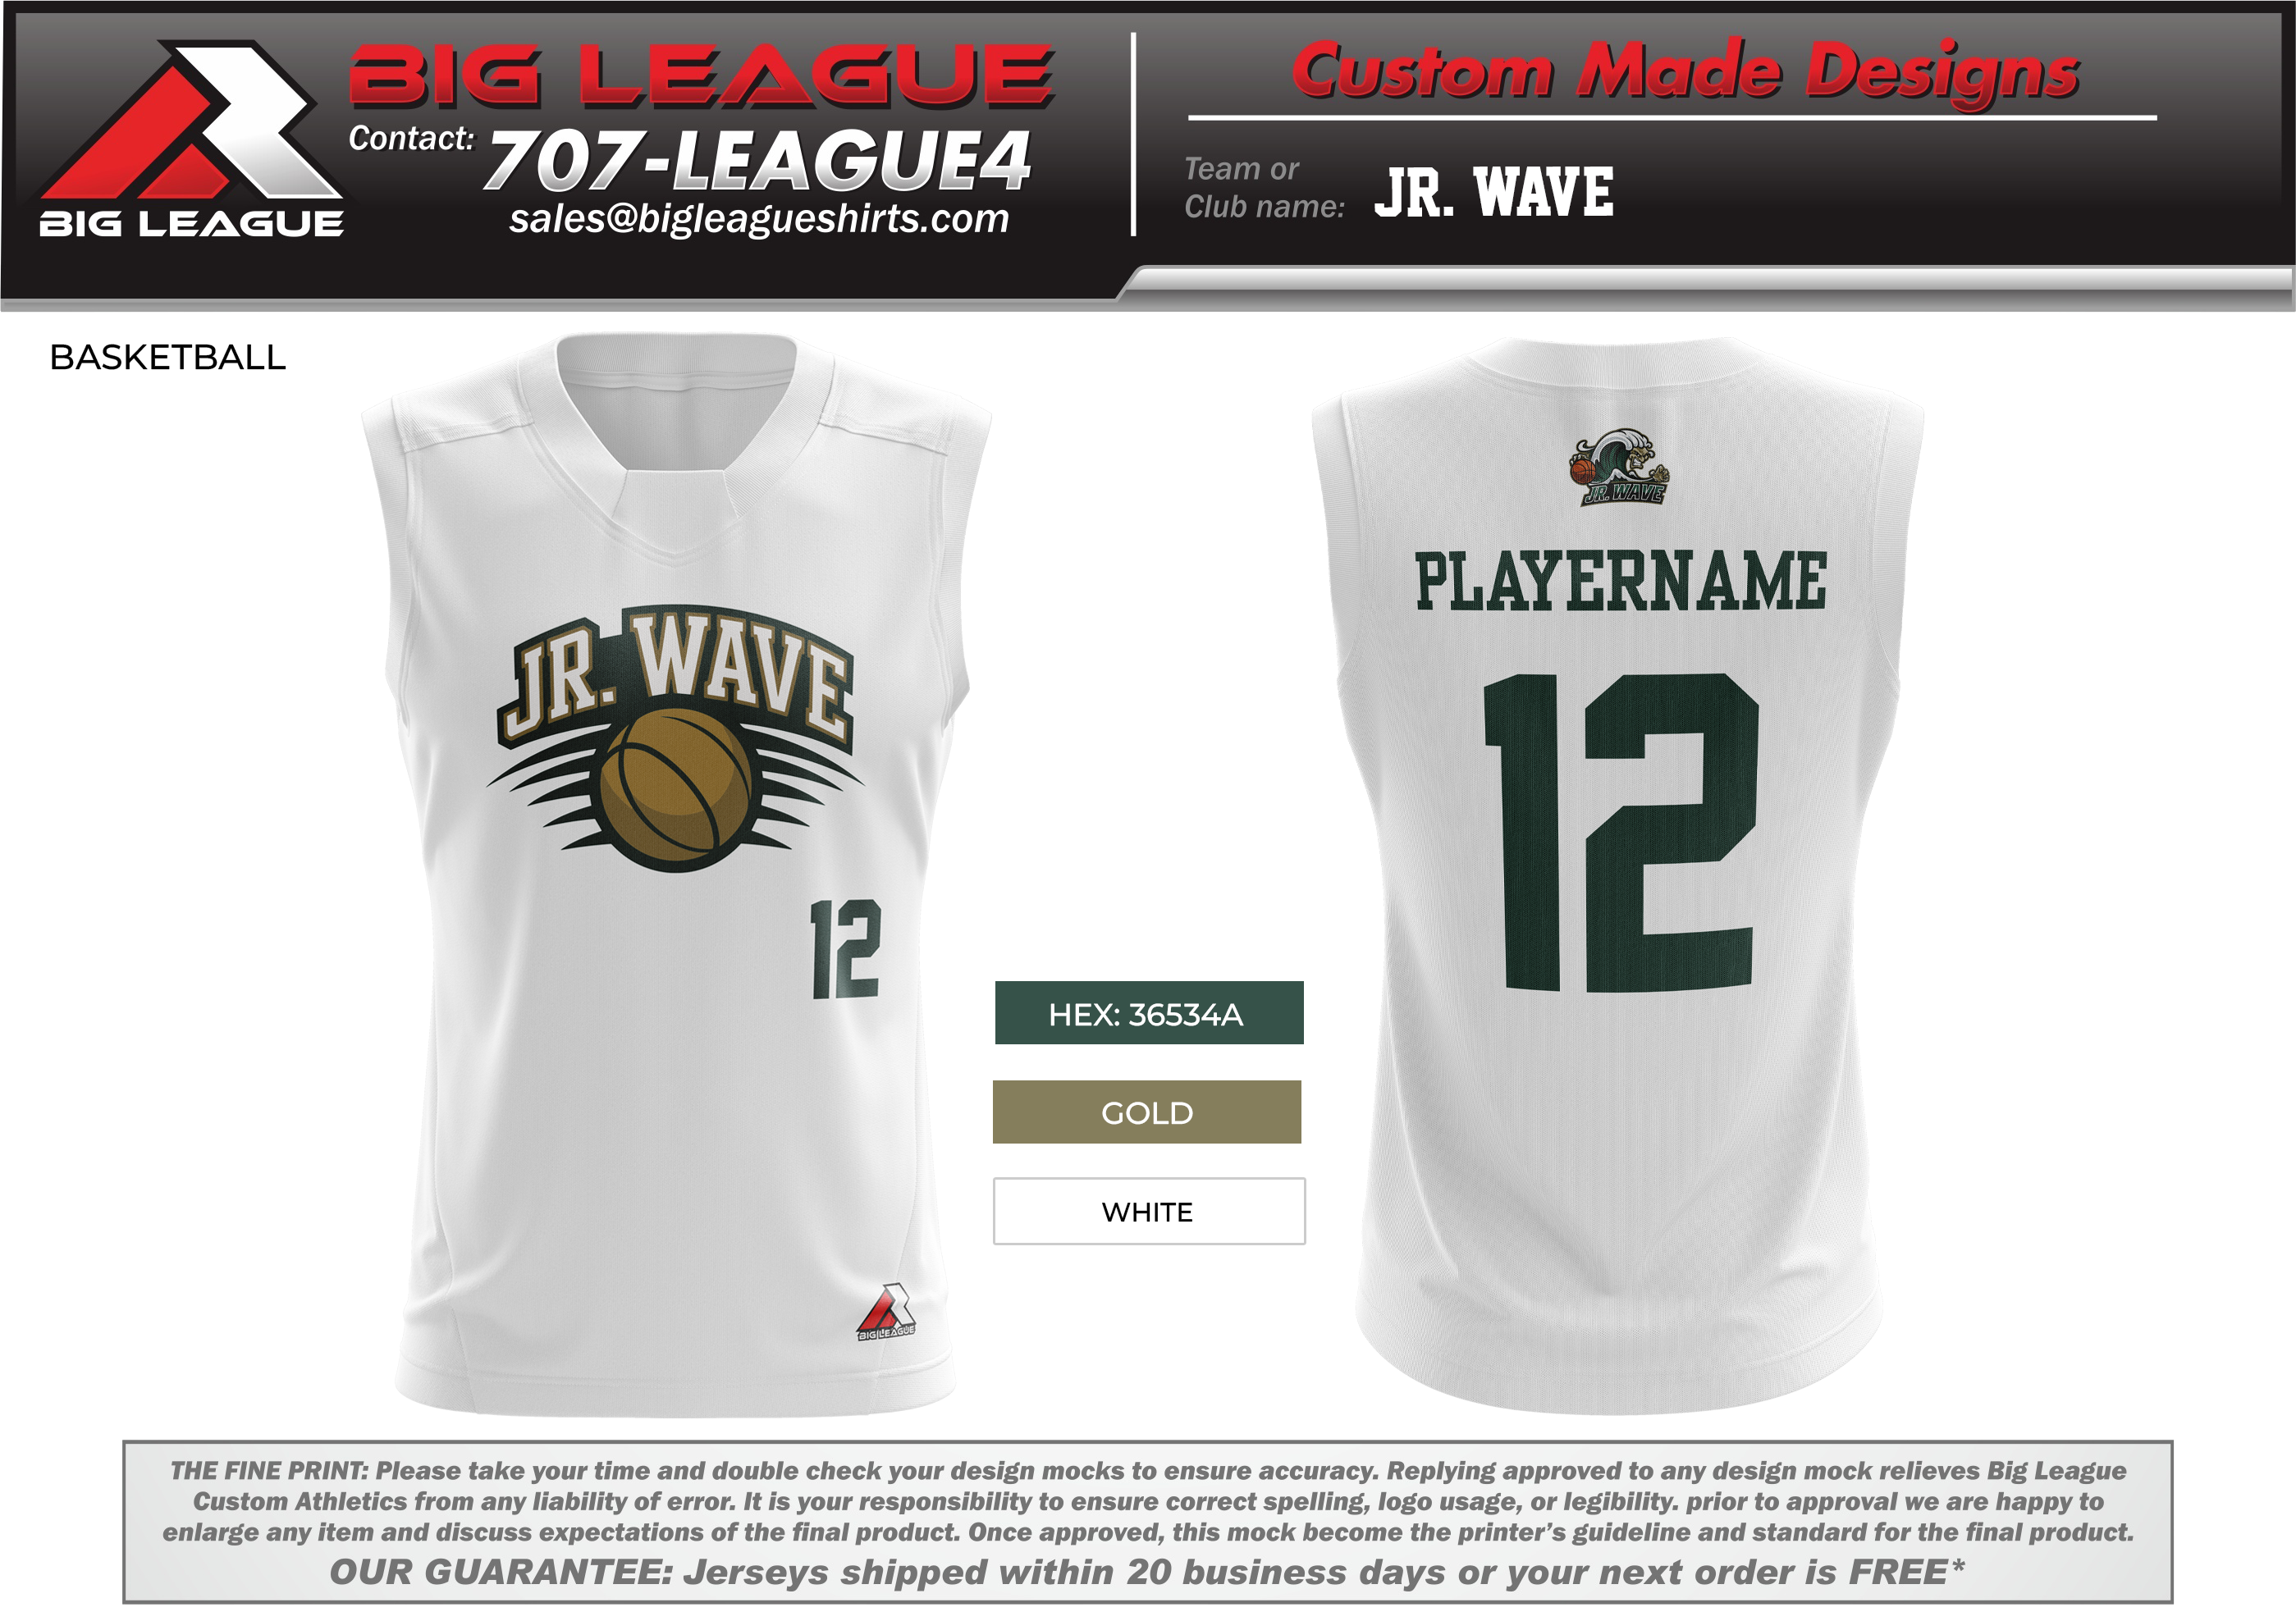 BIG LEAGUE
BIG LEAGUE
Contact: 707-LEAGUE4
sales@bigleagueshirts.com
Custom Made Designs
Team or
Club name: JR. WAVE
BASKETBALL
JR. WAVE
12
BIG LEAGUE
JR. WAVE
PLAYERNAME
12
HEX: 36534A
GOLD
WHITE
THE FINE PRINT: Please take your time and double check your design mocks to ensure accuracy. Replying approved to any design mock relieves Big League
Custom Athletics from any liability of error. It is your responsibility to ensure correct spelling, logo usage, or legibility. prior to approval we are happy to
enlarge any item and discuss expectations of the final product. Once approved, this mock become the printer's guideline and standard for the final product.
OUR GUARANTEE: Jerseys shipped within 20 business days or your next order is FREE*